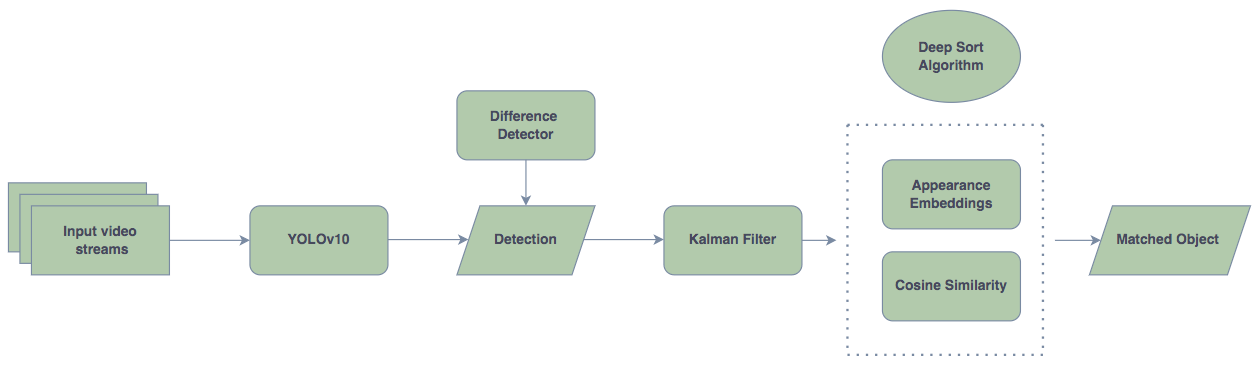 Deep Sort
Algorithm
Difference
Detector
Input video
streams
YOLOv10
Detection
Kalman Filter
Appearance
Embeddings
Cosine Similarity
Matched Object